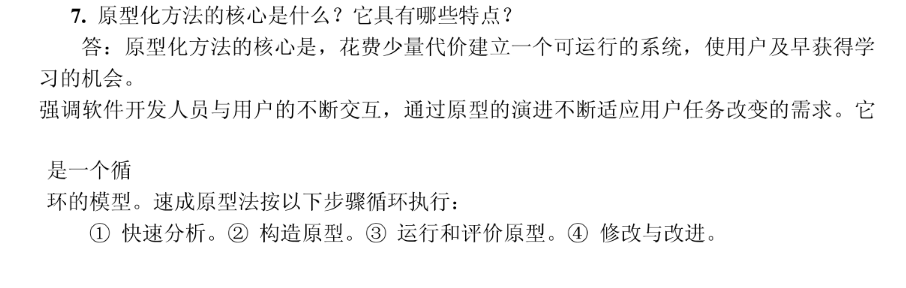 7. 原型化方法的核心是什么？它具有哪些特点？
答：原型化方法的核心是，花费少量代价建立一个可运行的系统，使用户及早获得学
习的机会。
强调软件开发人员与用户的不断交互，通过原型的演进不断适应用户任务改变的需求。它
是一个循
环的模型。速成原型法按以下步骤循环执行：
① 快速分析。② 构造原型。③ 运行和评价原型。④ 修改与改进。